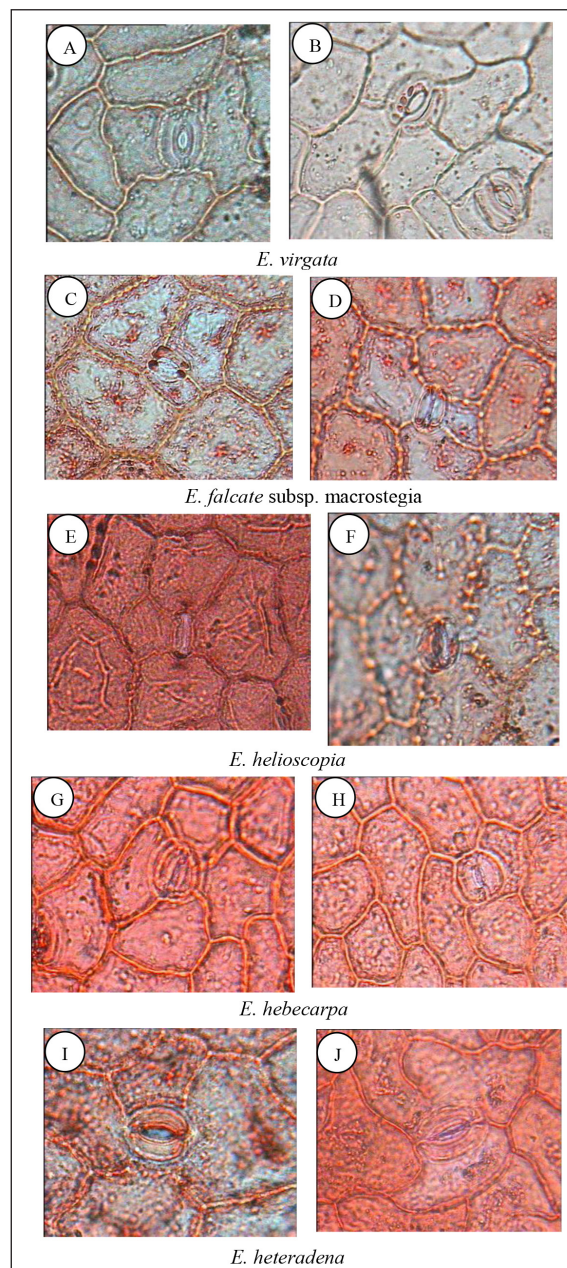 A B
E. virgata
C D
E. falcate subsp. macrostegia
E F
E. helioscopia
G H
E. hebecarpa
I J
E. heteradena